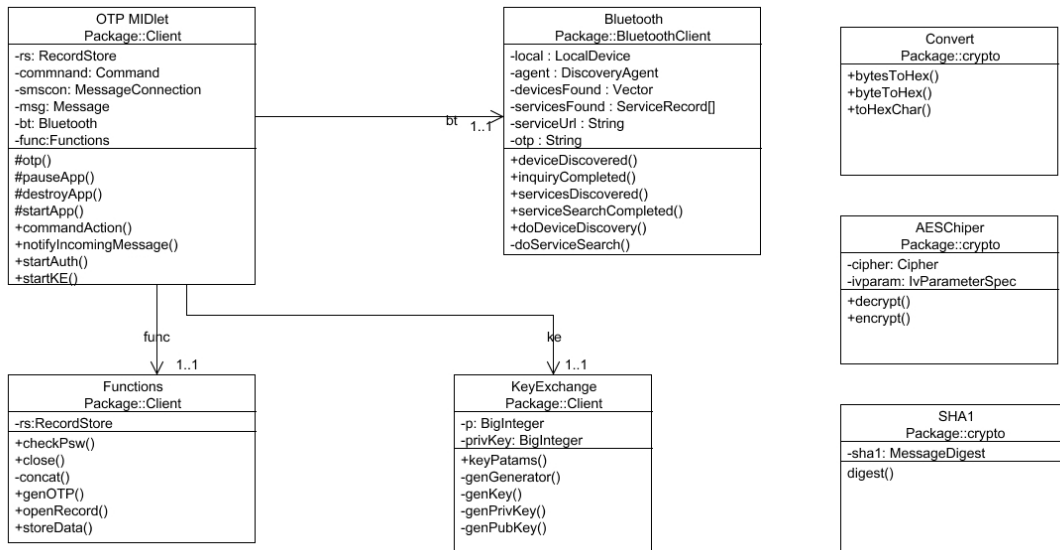 OTP MIDlet
Package::Client
-rs: RecordStore
-commnand: Command
-smscon: MessageConnection
-msg: Message
-bt: Bluetooth
-func:Functions
#otp()
#pauseApp()
#destroyApp()
#startApp()
+commandAction()
+notifyIncomingMessage()
+startAuth()
+startKE()
bt
1..1
Bluetooth
Package::BluetoothClient
-local : LocalDevice
-agent : DiscoveryAgent
-devicesFound : Vector
-servicesFound : ServiceRecord[]
-serviceUrl : String
-otp : String
+deviceDiscovered()
+inquiryCompleted()
+servicesDiscovered()
+serviceSearchCompleted()
+doDeviceDiscovery()
-doServiceSearch()
Convert
Package::crypto
+bytesToHex()
+byteToHex()
+toHexChar()
AESChiper
Package::crypto
-cipher: Cipher
-ivparam: IvParameterSpec
+decrypt()
+encrypt()
func
1..1
ke
1..1
Functions
Package::Client
-rs:RecordStore
+checkPsw()
+close()
-concat()
+genOTP()
+openRecord()
+storeData()
KeyExchange
Package::Client
-p: BigInteger
-privKey: BigInteger
+keyPatams()
-genGenerator()
-genKey()
-genPrivKey()
-genPubKey()
SHA1
Package::crypto
-sha1: MessageDigest
digest()